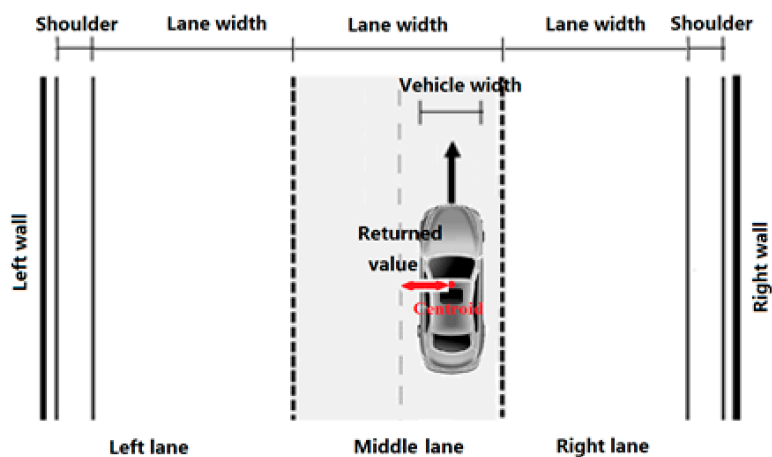 Shoulder
Lane width
Lane width
Lane width
Shoulder
Vehicle width
Left wall
Returned
value
Centroid
Right wall
Left lane
Middle lane
Right lane